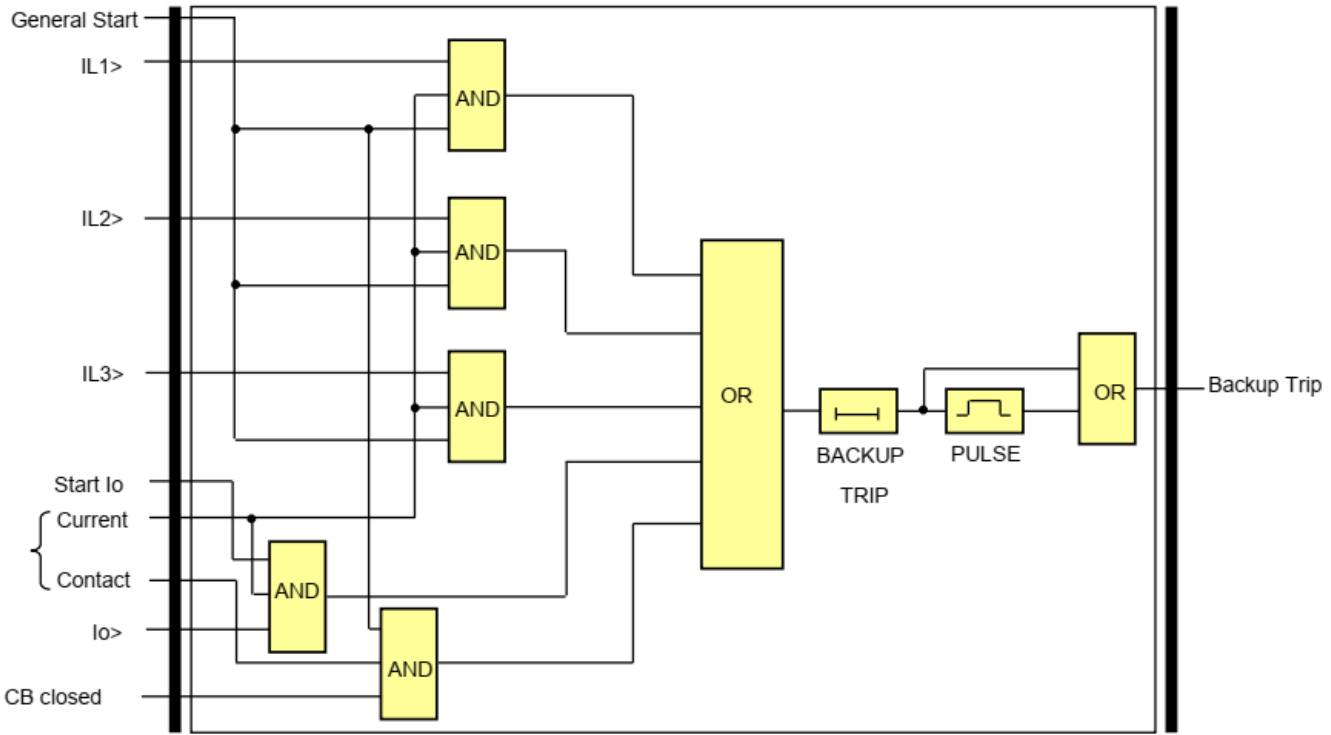 General Start
IL1>
AND
IL2>
AND
IL3>
AND
OR
OR
Backup Trip
BACKUP
TRIP
PULSE
Start Io
Current
Contact
AND
Io>
AND
CB closed